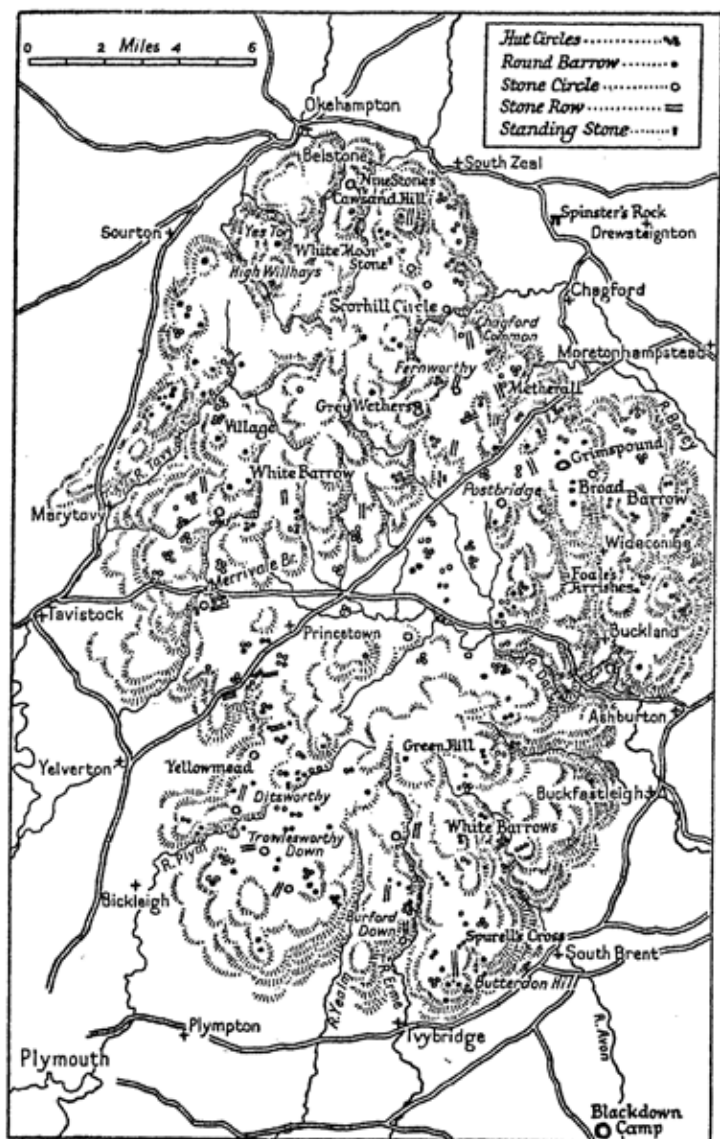 0 2 Miles 4 6
Hut Circles
Round Barrow
Stone Circle
Stone Row
Standing Stone
Okehampton
Belstone
South Zeal
Nine Stones
Cawsand Hill
Spinster's Rock
Drewsteignton
Sourton
Yes Tor
White Moor
Stone
High Willhays
Chagford
Scorhill Circle
Chagford
Common
Moretonhampstead
Fernworthy
Metherall
R. Bovey
Grey Wethers
Village
Grimspound
R. Tavy
White Barrow
Postbridge
Broad
Barrow
Marytavy
Widecombe
Merrivale Br.
Foale's
Arrishes
Tavistock
Princetown
Buckland
R. Dart
Ashburton
Green Hill
Yelverton
Yellowmead
Ditsworthy
Buckfastleigh
White Barrows
Trowlesworthy
Down
R. Plym
Bickleigh
Burford
Down
Spurell's Cross
South Brent
Butterdon Hill
R. Yealm
R. Erme
Plympton
Ivybridge
R. Avon
Plymouth
Blackdown
Camp